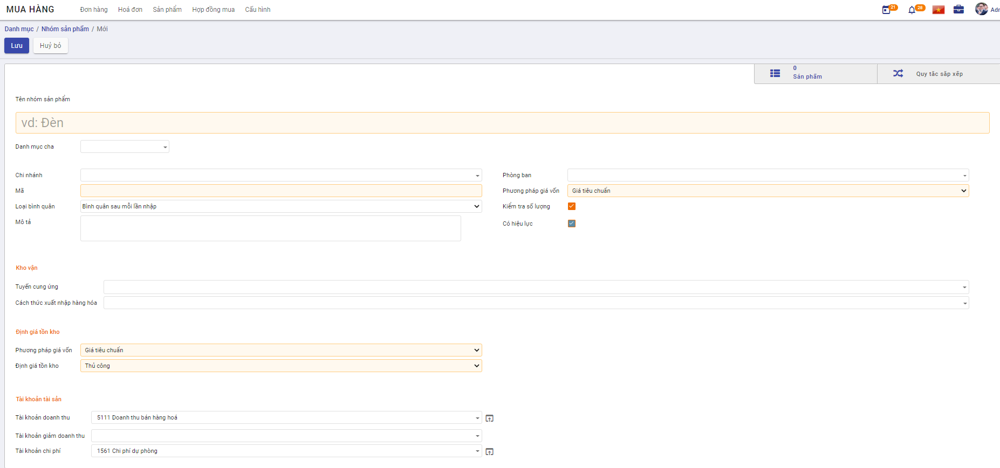 MUA HÀNG
Đơn hàng Hoá đơn Sản phẩm Hợp đồng mua Cấu hình
21
28
Adr
Danh mục / Nhóm sản phẩm / Mới
Lưu Huỷ bỏ
0
Sản phẩm
Quy tắc sắp xếp
Tên nhóm sản phẩm
vd: Đèn
Danh mục cha
Chi nhánh
Phòng ban
Mã
Phương pháp giá vốn Giá tiêu chuẩn
Loại bình quân Bình quân sau mỗi lần nhập
Kiểm tra số lượng
Mô tả
Có hiệu lực
Kho vận
Tuyến cung ứng
Cách thức xuất nhập hàng hóa
Định giá tồn kho
Phương pháp giá vốn Giá tiêu chuẩn
Định giá tồn kho Thủ công
Tài khoản tài sản
Tài khoản doanh thu 5111 Doanh thu bán hàng hoá
Tài khoản giảm doanh thu
Tài khoản chi phí 1561 Chi phí dự phòng